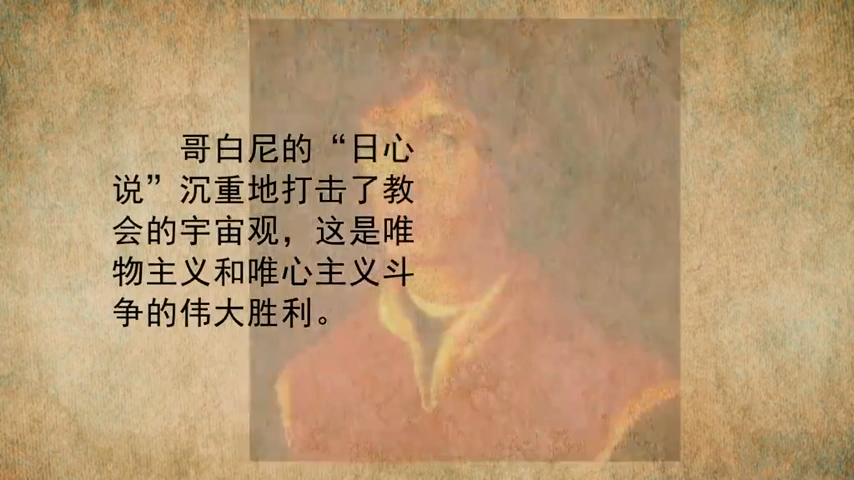 哥白尼的“日心
说”沉重地打击了教
会的宇宙观，这是唯
物主义和唯心主义斗
争的伟大胜利。